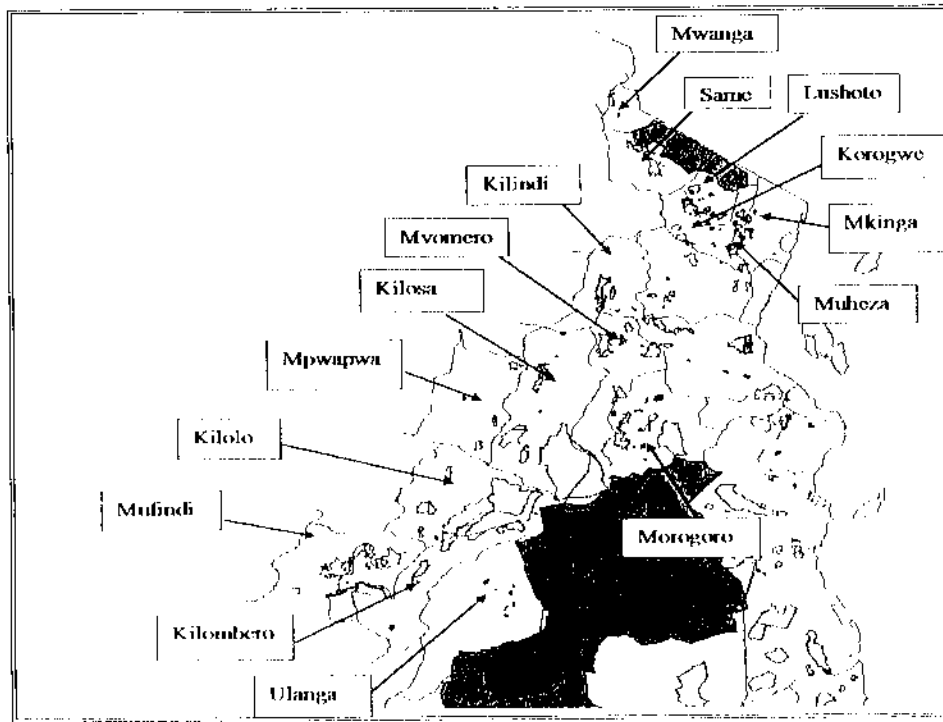 Mwanga
Same
Lushoto
Korogwe
Kilindi
Mkinga
Mvomero
Kilosa
Muheza
Mpwapwa
Kilolo
Mufindi
Morogoro
Kilombero
Ulanga